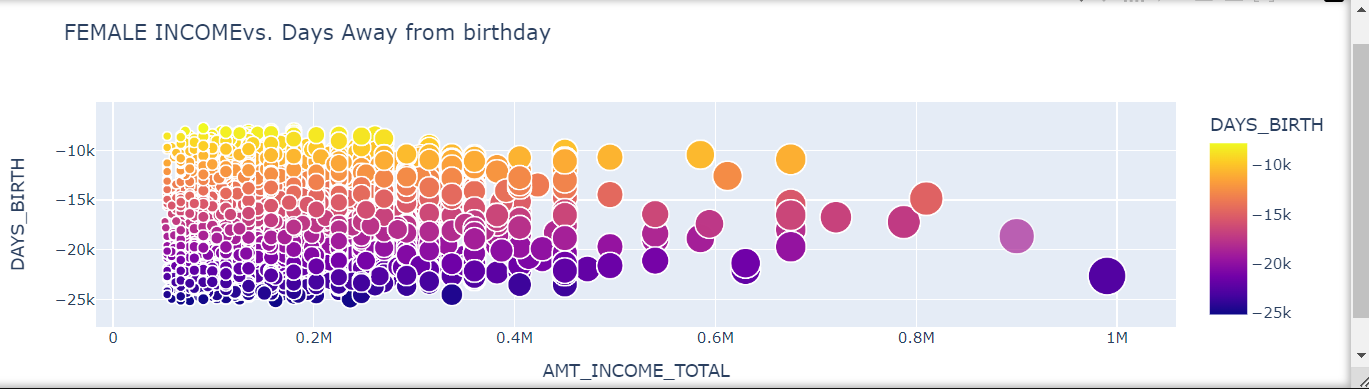 FEMALE INCOMEvs. Days Away from birthday
DAYS_BIRTH
−10k
−15k
−20k
−25k
0 0.2M 0.4M 0.6M 0.8M 1M
AMT_INCOME_TOTAL
DAYS_BIRTH
−10k
−15k
−20k
−25k